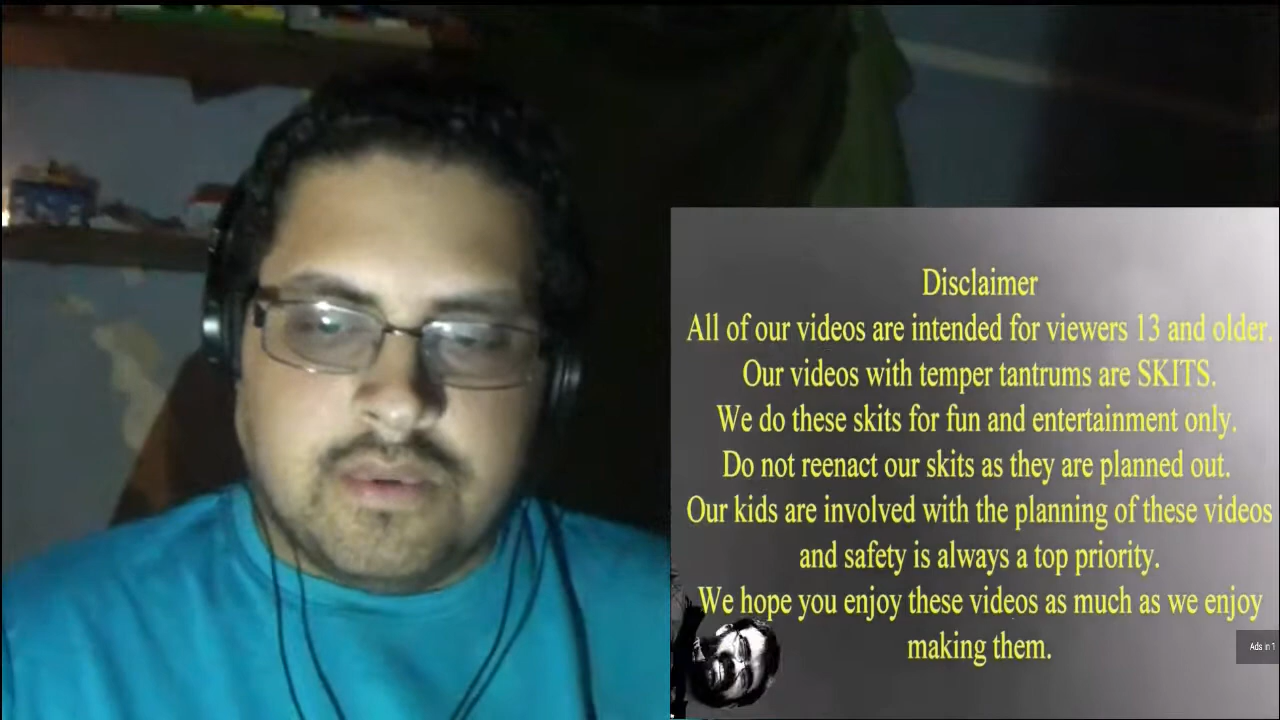 Disclaimer
All of our videos are intended for viewers 13 and older.
Our videos with temper tantrums are SKITS.
We do these skits for fun and entertainment only.
Do not reenact our skits as they are planned out.
Our kids are involved with the planning of these videos
and safety is always a top priority.
We hope you enjoy these videos as much as we enjoy
making them.
Ads in 1